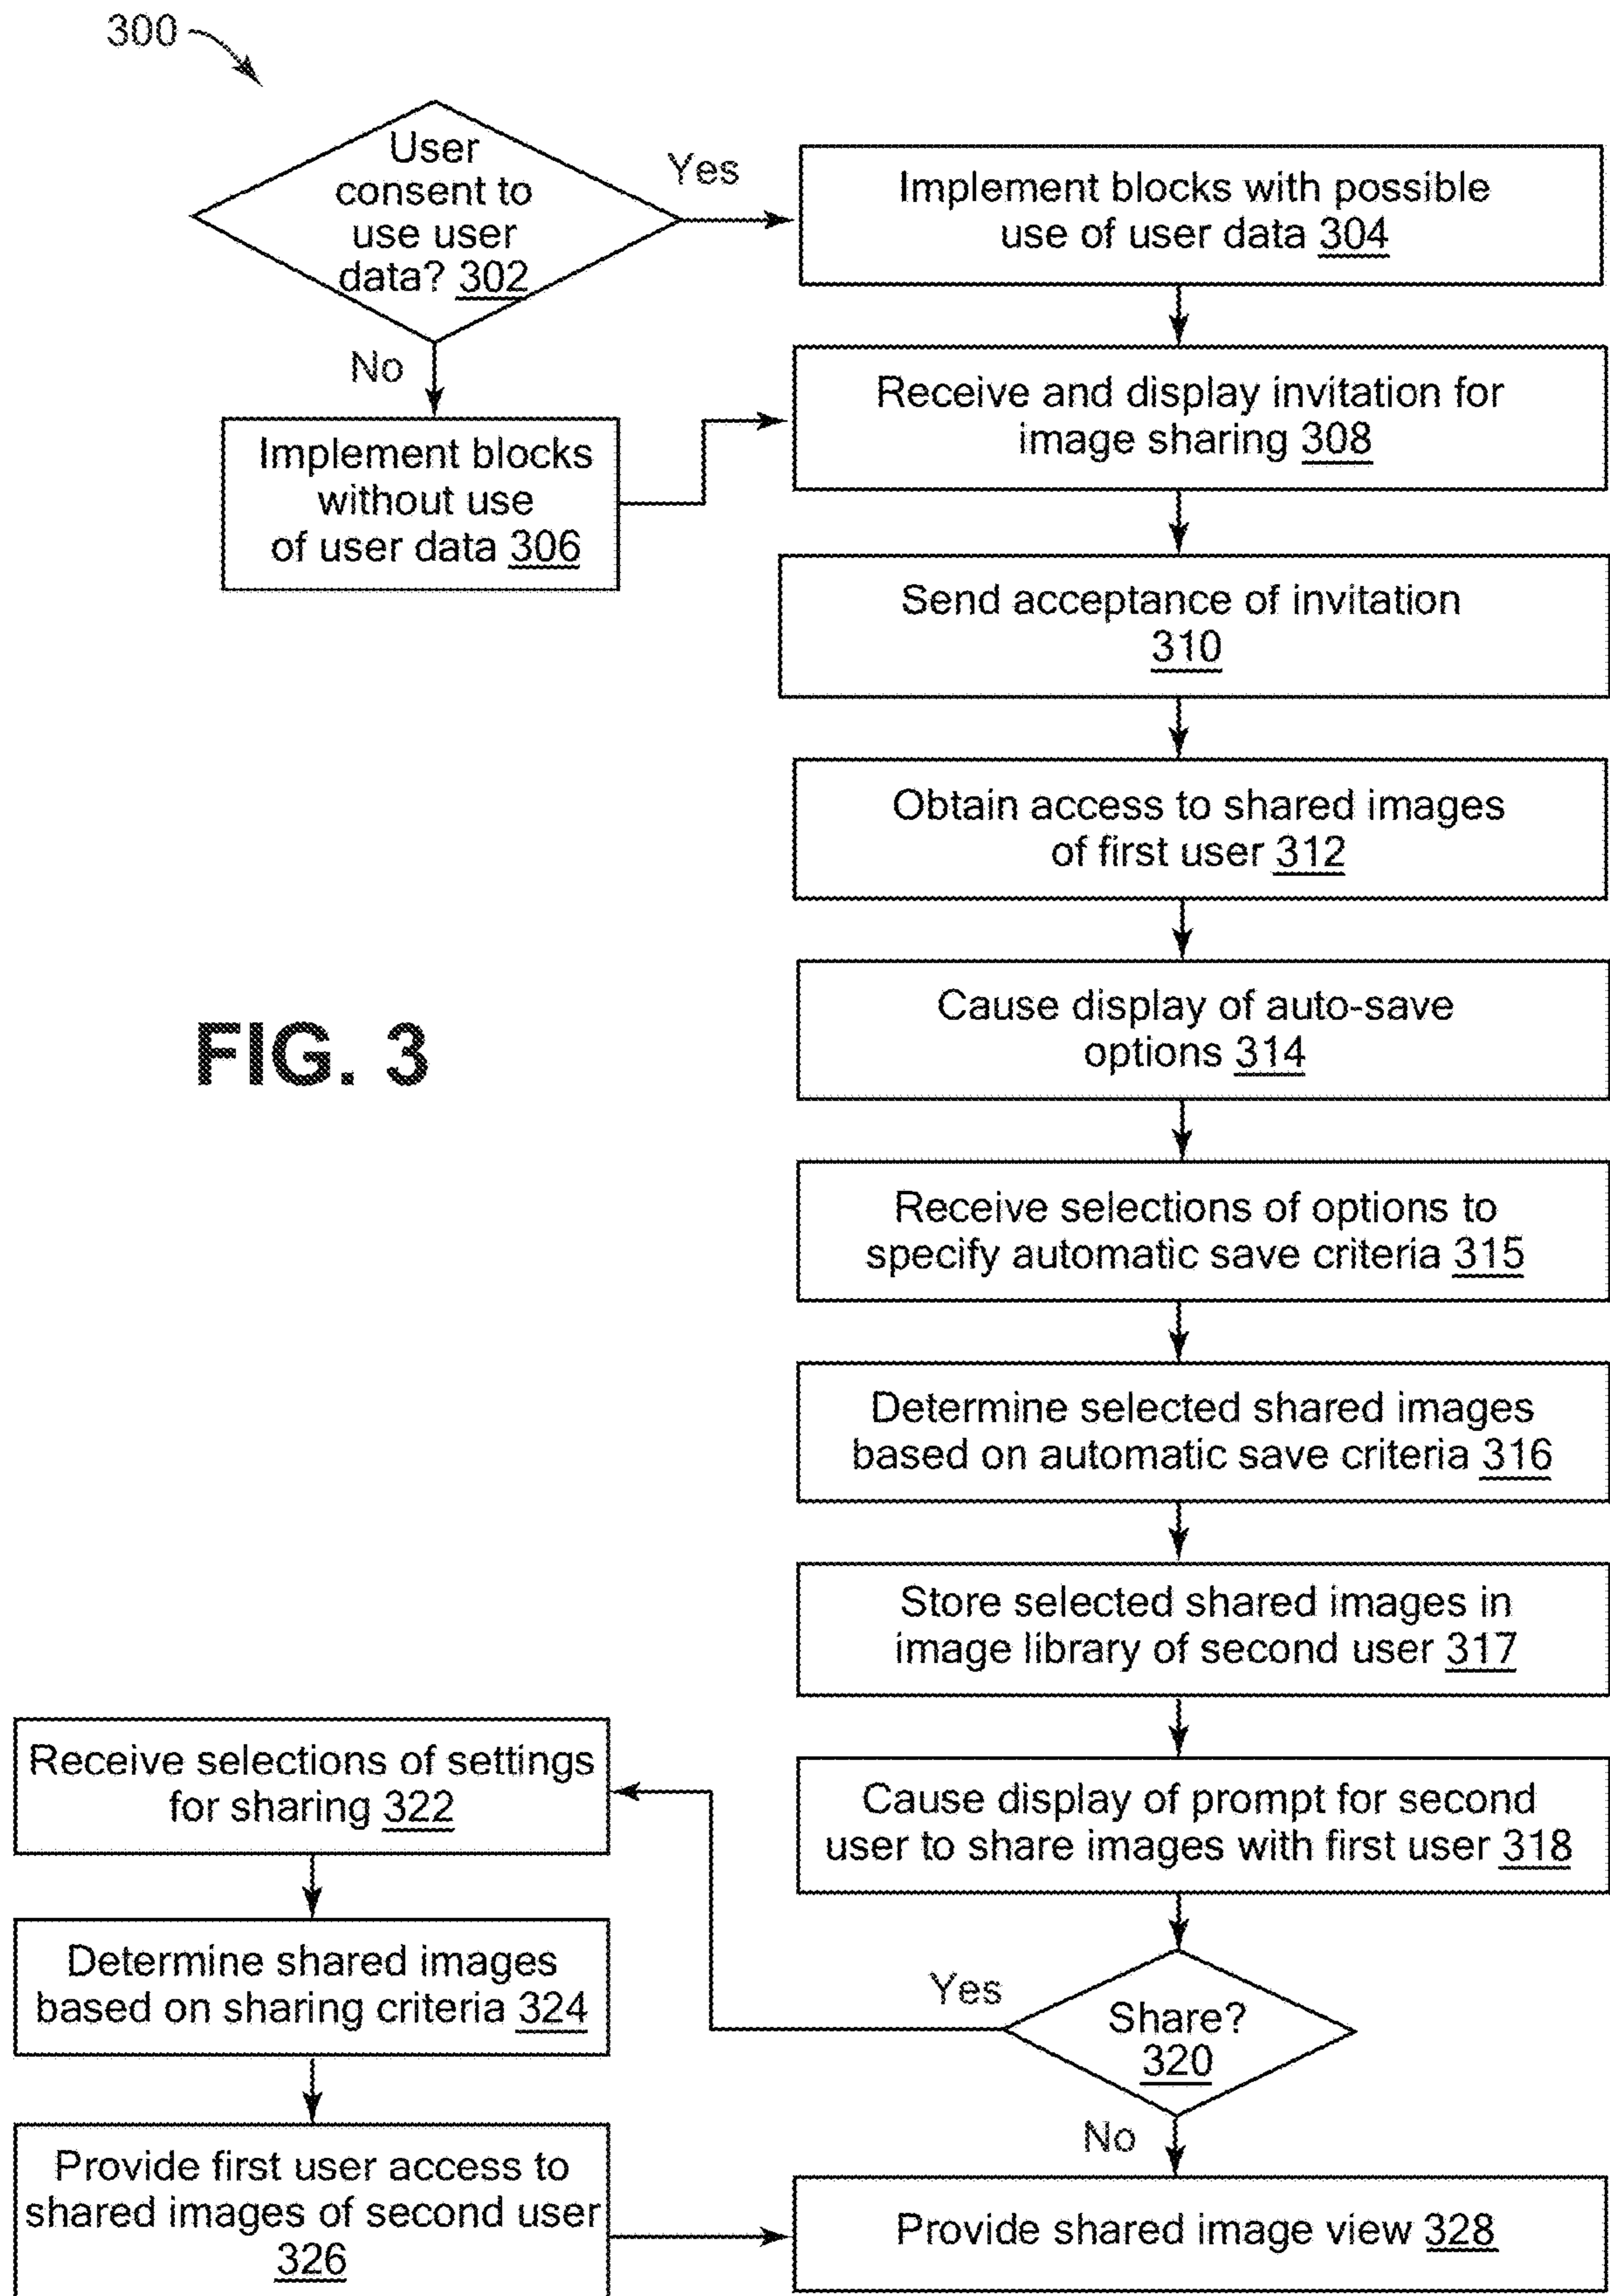 300
User
consent to
use user
data? 302
Yes
No
Implement blocks with possible
use of user data 304
Implement blocks
without use
of user data 306
Receive and display invitation for
image sharing 308
Send acceptance of invitation
310
Obtain access to shared images
of first user 312
FIG. 3
Cause display of auto-save
options 314
Receive selections of options to
specify automatic save criteria 315
Determine selected shared images
based on automatic save criteria 316
Store selected shared images in
image library of second user 317
Cause display of prompt for second
user to share images with first user 318
Share?
320
Yes
No
Receive selections of settings
for sharing 322
Determine shared images
based on sharing criteria 324
Provide first user access to
shared images of second user
326
Provide shared image view 328